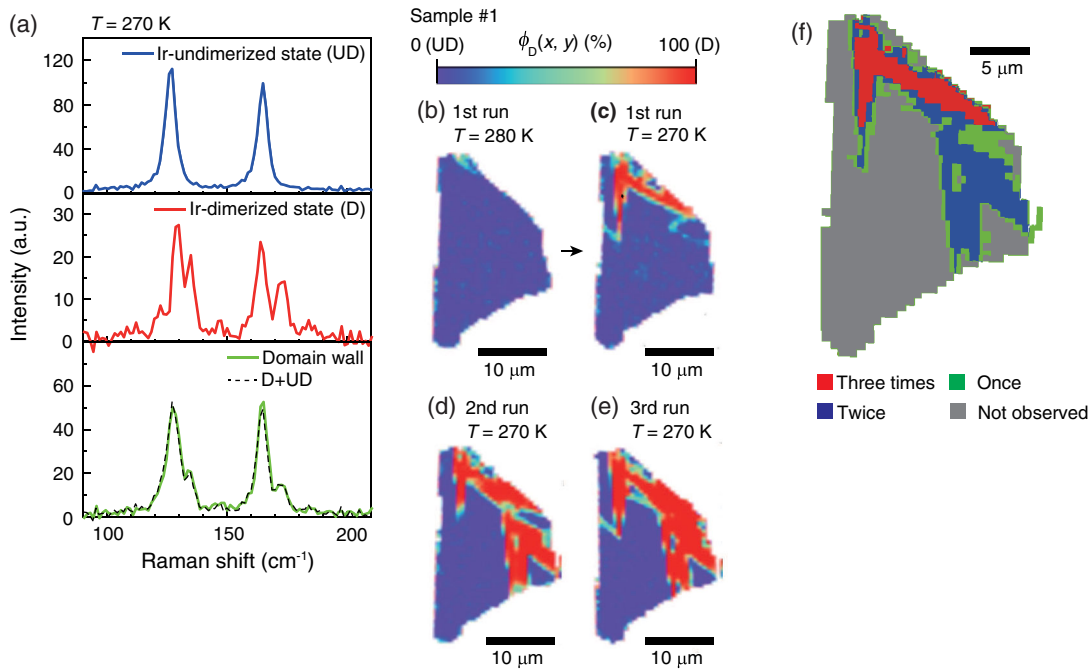 (a)
T = 270 K
Ir-undimerized state (UD)
120
80
40
0
Ir-dimerized state (D)
30
20
10
0
Domain wall
D+UD
60
40
20
0
Intensity (a.u.)
100
150
200
Raman shift (cm⁻¹)
Sample #1
0 (UD)
ϕD(x, y) (%)
100 (D)
(b)
1st run
T = 280 K
10 μm
(c)
1st run
T = 270 K
10 μm
(d)
2nd run
T = 270 K
10 μm
(e)
3rd run
T = 270 K
10 μm
(f)
5 μm
Three times
Once
Twice
Not observed